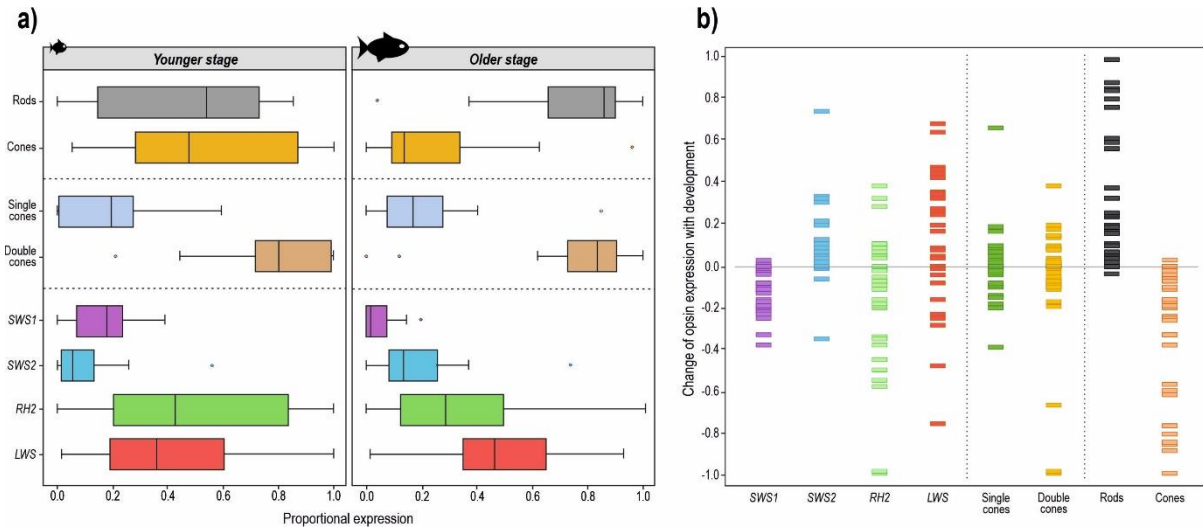 a)
Younger stage
Older stage
Rods
Cones
Single
cones
Double
cones
SWS1
SWS2
RH2
LWS
0.0 0.2 0.4 0.6 0.8 1.0
0.0 0.2 0.4 0.6 0.8 1.0
Proportional expression
b)
Change of opsin expression with development
1.0
0.8
0.6
0.4
0.2
0.0
-0.2
-0.4
-0.6
-0.8
-1.0
SWS1 SWS2 RH2 LWS Single cones Double cones Rods Cones